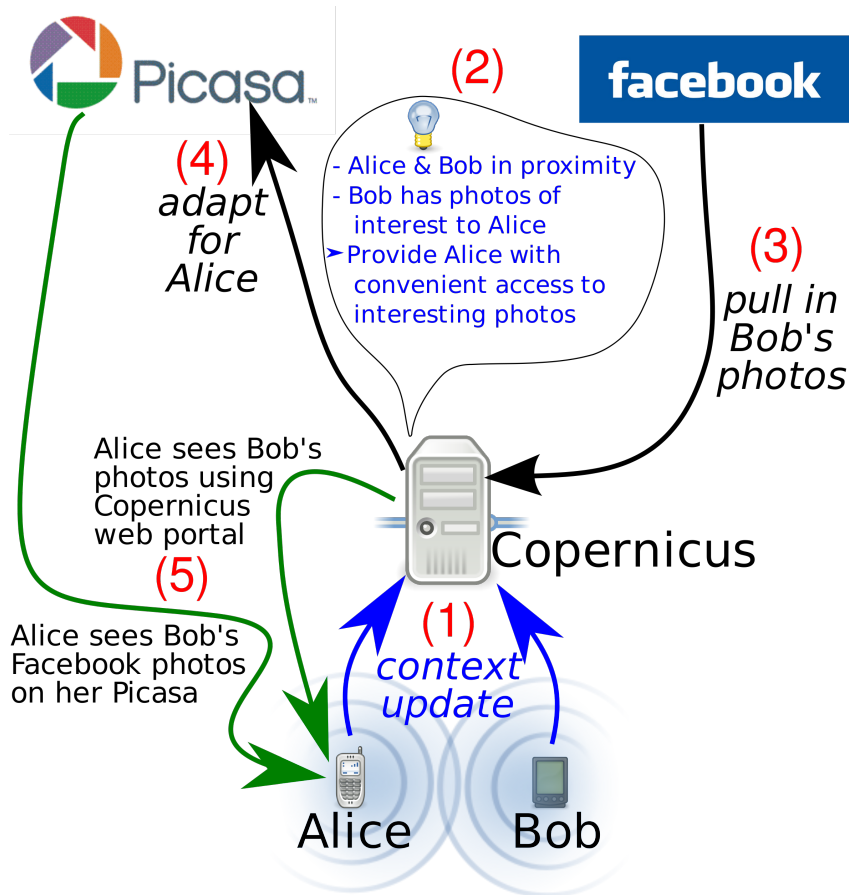 Picasa™
facebook
(2)
- Alice & Bob in proximity
- Bob has photos of
interest to Alice
➤ Provide Alice with
convenient access to
interesting photos
(4)
adapt
for
Alice
(3)
pull in
Bob's
photos
Alice sees Bob's
photos using
Copernicus
web portal
Copernicus
(5)
Alice sees Bob's
Facebook photos
on her Picasa
(1)
context
update
Alice
Bob